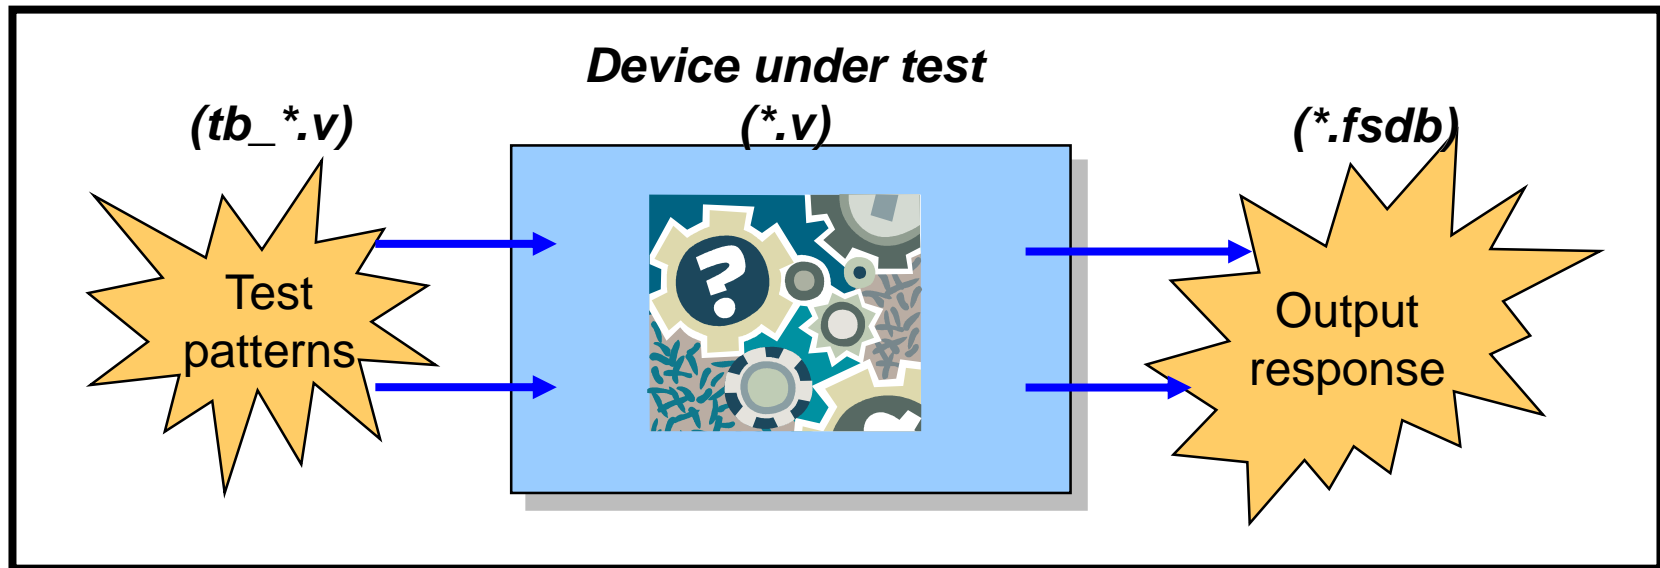 Device under test
(tb_*.v)
(*.v)
(*.fsdb)
Test
patterns
?
Output
response